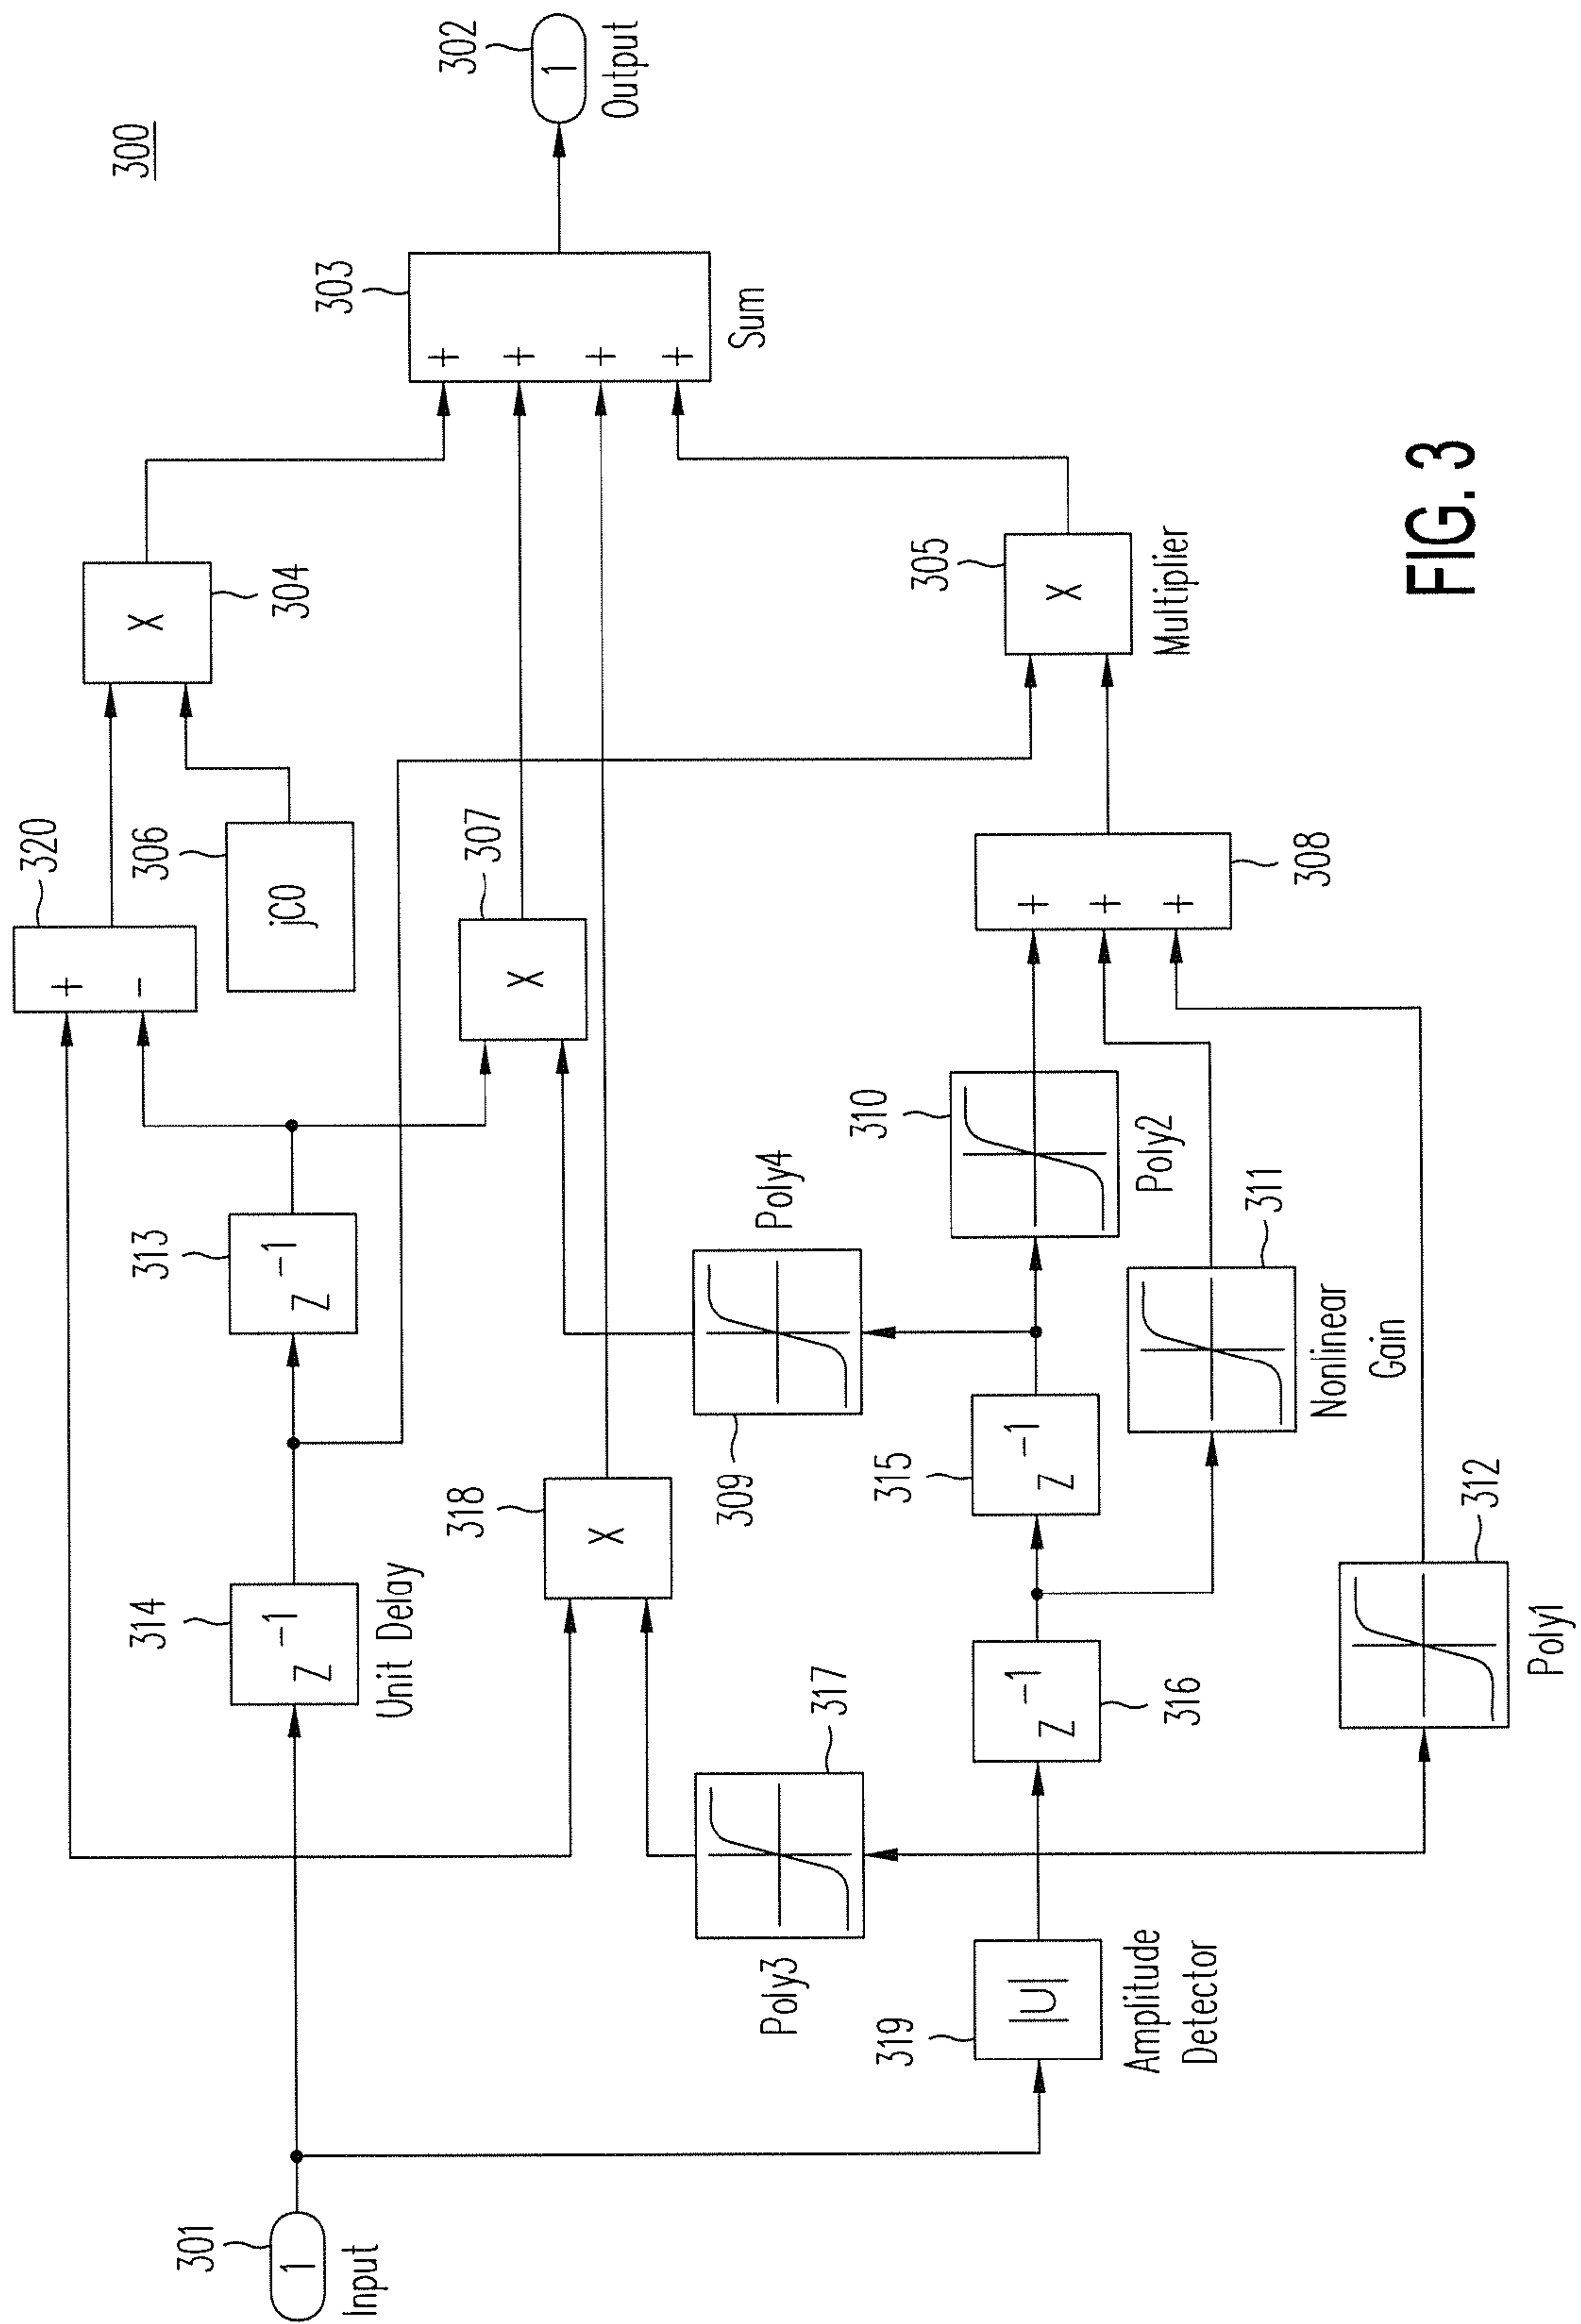 300
320
+
-
X
304
306
jC0
302
1
Output
303
+
+
+
+
Sum
313
z⁻¹
314
z⁻¹
Unit Delay
307
X
301
1
Input
318
X
305
X
Multiplier
Poly4
309
317
Poly3
310
Poly2
308
+
+
+
315
z⁻¹
316
z⁻¹
319
|U|
Amplitude
Detector
311
Nonlinear
Gain
312
Poly1
FIG. 3